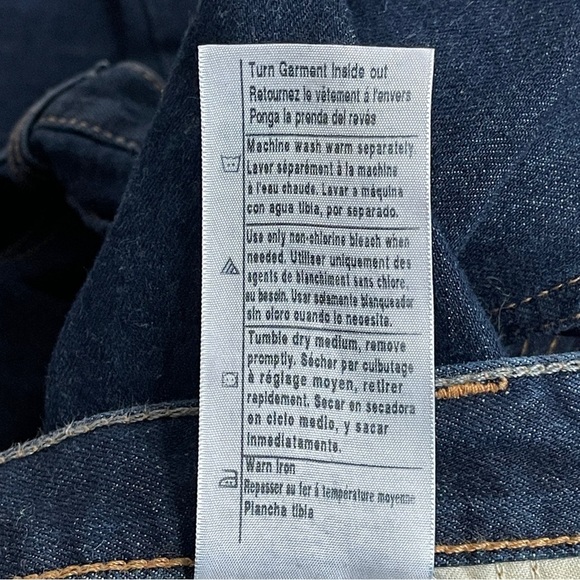 Turn Garment Inside out
Retournez le vêtement à l'envers
Ponga la prenda del revés
Machine wash warm separately
Laver séparément à la machine
à l'eau chaude. Lavar a máquina
con agua tibia, por separado.
Use only non-chlorine bleach when
needed. Utiliser uniquement des
agents de blanchiment sans chlore,
au besoin. Usar solamente blanqueador
sin cloro cuando lo necesite.
Tumble dry medium, remove
promptly. Sécher par culbutage
à réglage moyen, retirer
rapidement. Secar en secadora
en ciclo medio, y sacar
inmediatamente.
Warn Iron
Repasser au fer à température moyenne
Plancha tibia